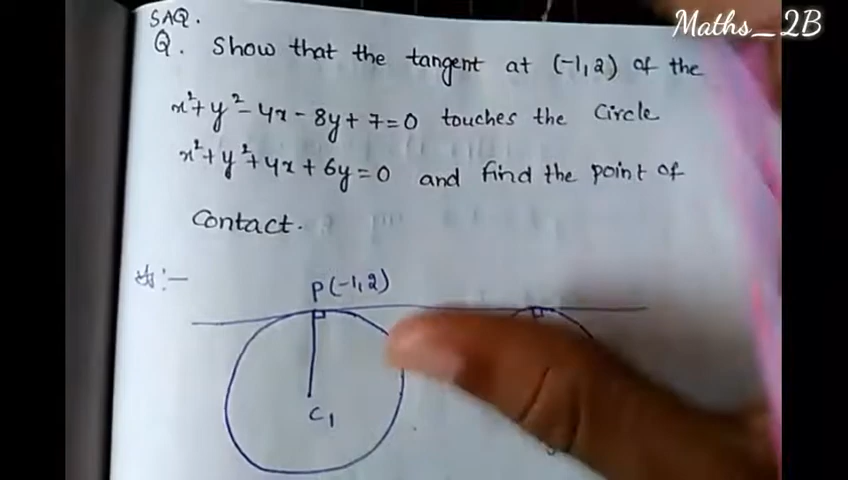 Maths_2B
SAQ.
Q. Show that the tangent at (-1,2) of the
x²+y²-4x-8y+7=0 touches the Circle
x²+y²+4x+6y=0 and find the point of
Contact.
P(-1,2)
C₁